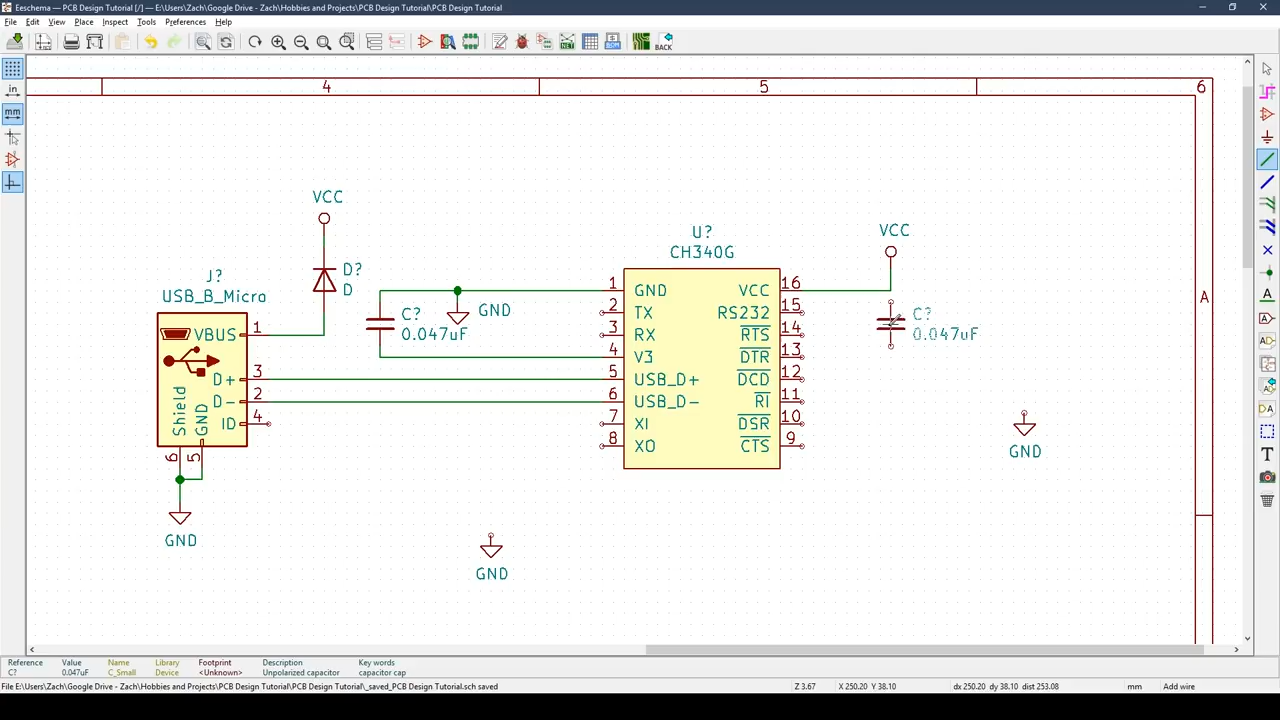 Eeschema — PCB Design Tutorial [/] — E:\Users\Zach\Google Drive - Zach\Hobbies and Projects\PCB Design Tutorial\PCB Design Tutorial
File Edit View Place Inspect Tools Preferences Help
BACK
in
mm
4 5 6
A
VCC
D?
D
J?
USB_B_Micro
VBUS 1
D+ 3
D- 2
ID 4
Shield
GND
6 5
GND
C?
0.047uF
GND
GND
U?
CH340G
1 GND VCC 16
2 TX RS232 15
3 RX RTS 14
4 V3 DTR 13
5 USB_D+ DCD 12
6 USB_D- RI 11
7 XI DSR 10
8 XO CTS 9
VCC
C?
0.047uF
GND
Reference Value Name Library Footprint Description Key words
C? 0.047uF C_Small Device <Unknown> Unpolarized capacitor capacitor cap
File E:\Users\Zach\Google Drive - Zach\Hobbies and Projects\PCB Design Tutorial\PCB Design Tutorial\_saved_PCB Design Tutorial.sch saved
Z 3.67 X 250.20 Y 38.10 dx 250.20 dy 38.10 dist 253.08 mm Add wire